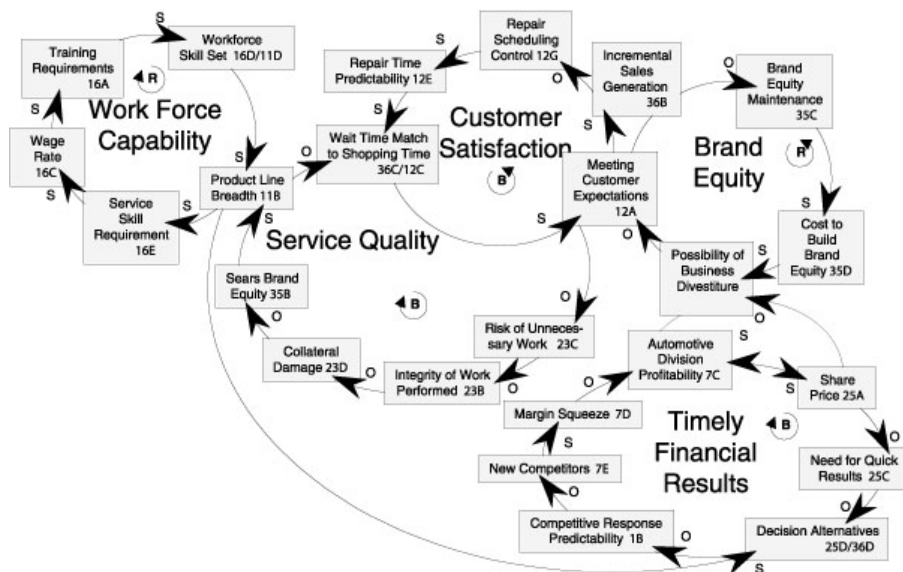 S
Training
Requirements
16A
Workforce
Skill Set 16D/11D
S
R
Work Force
Capability
Wage
Rate
16C
S
S
Service
Skill
Requirement
16E
S
Product Line
Breadth 11B
S
O
S
Repair
Scheduling
Control 12G
S
Repair Time
Predictability
12E
S
Wait Time Match
to Shopping Time
36C/12C
Customer
Satisfaction
B
O
Incremental
Sales
Generation
36B
S
Meeting
Customer
Expectations
12A
S
O
O
Brand
Equity
Maintenance
35C
Brand
Equity
R
S
Cost to
Build Brand
Equity 35D
S
Possibility of
Business
Divestiture
O
Service Quality
Sears Brand
Equity 35B
B
O
Collateral
Damage 23D
O
Integrity of Work
Performed 23B
O
Risk of Unneces-
sary Work 23C
O
Automotive
Division
Profitability 7C
S
S
Share
Price 25A
O
Margin Squeeze 7D
S
New Competitors 7E
O
Competitive Response
Predictability 1B
O
Timely
Financial
Results
B
O
Need for Quick
Results 25C
O
Decision Alternatives
25D/36D
S